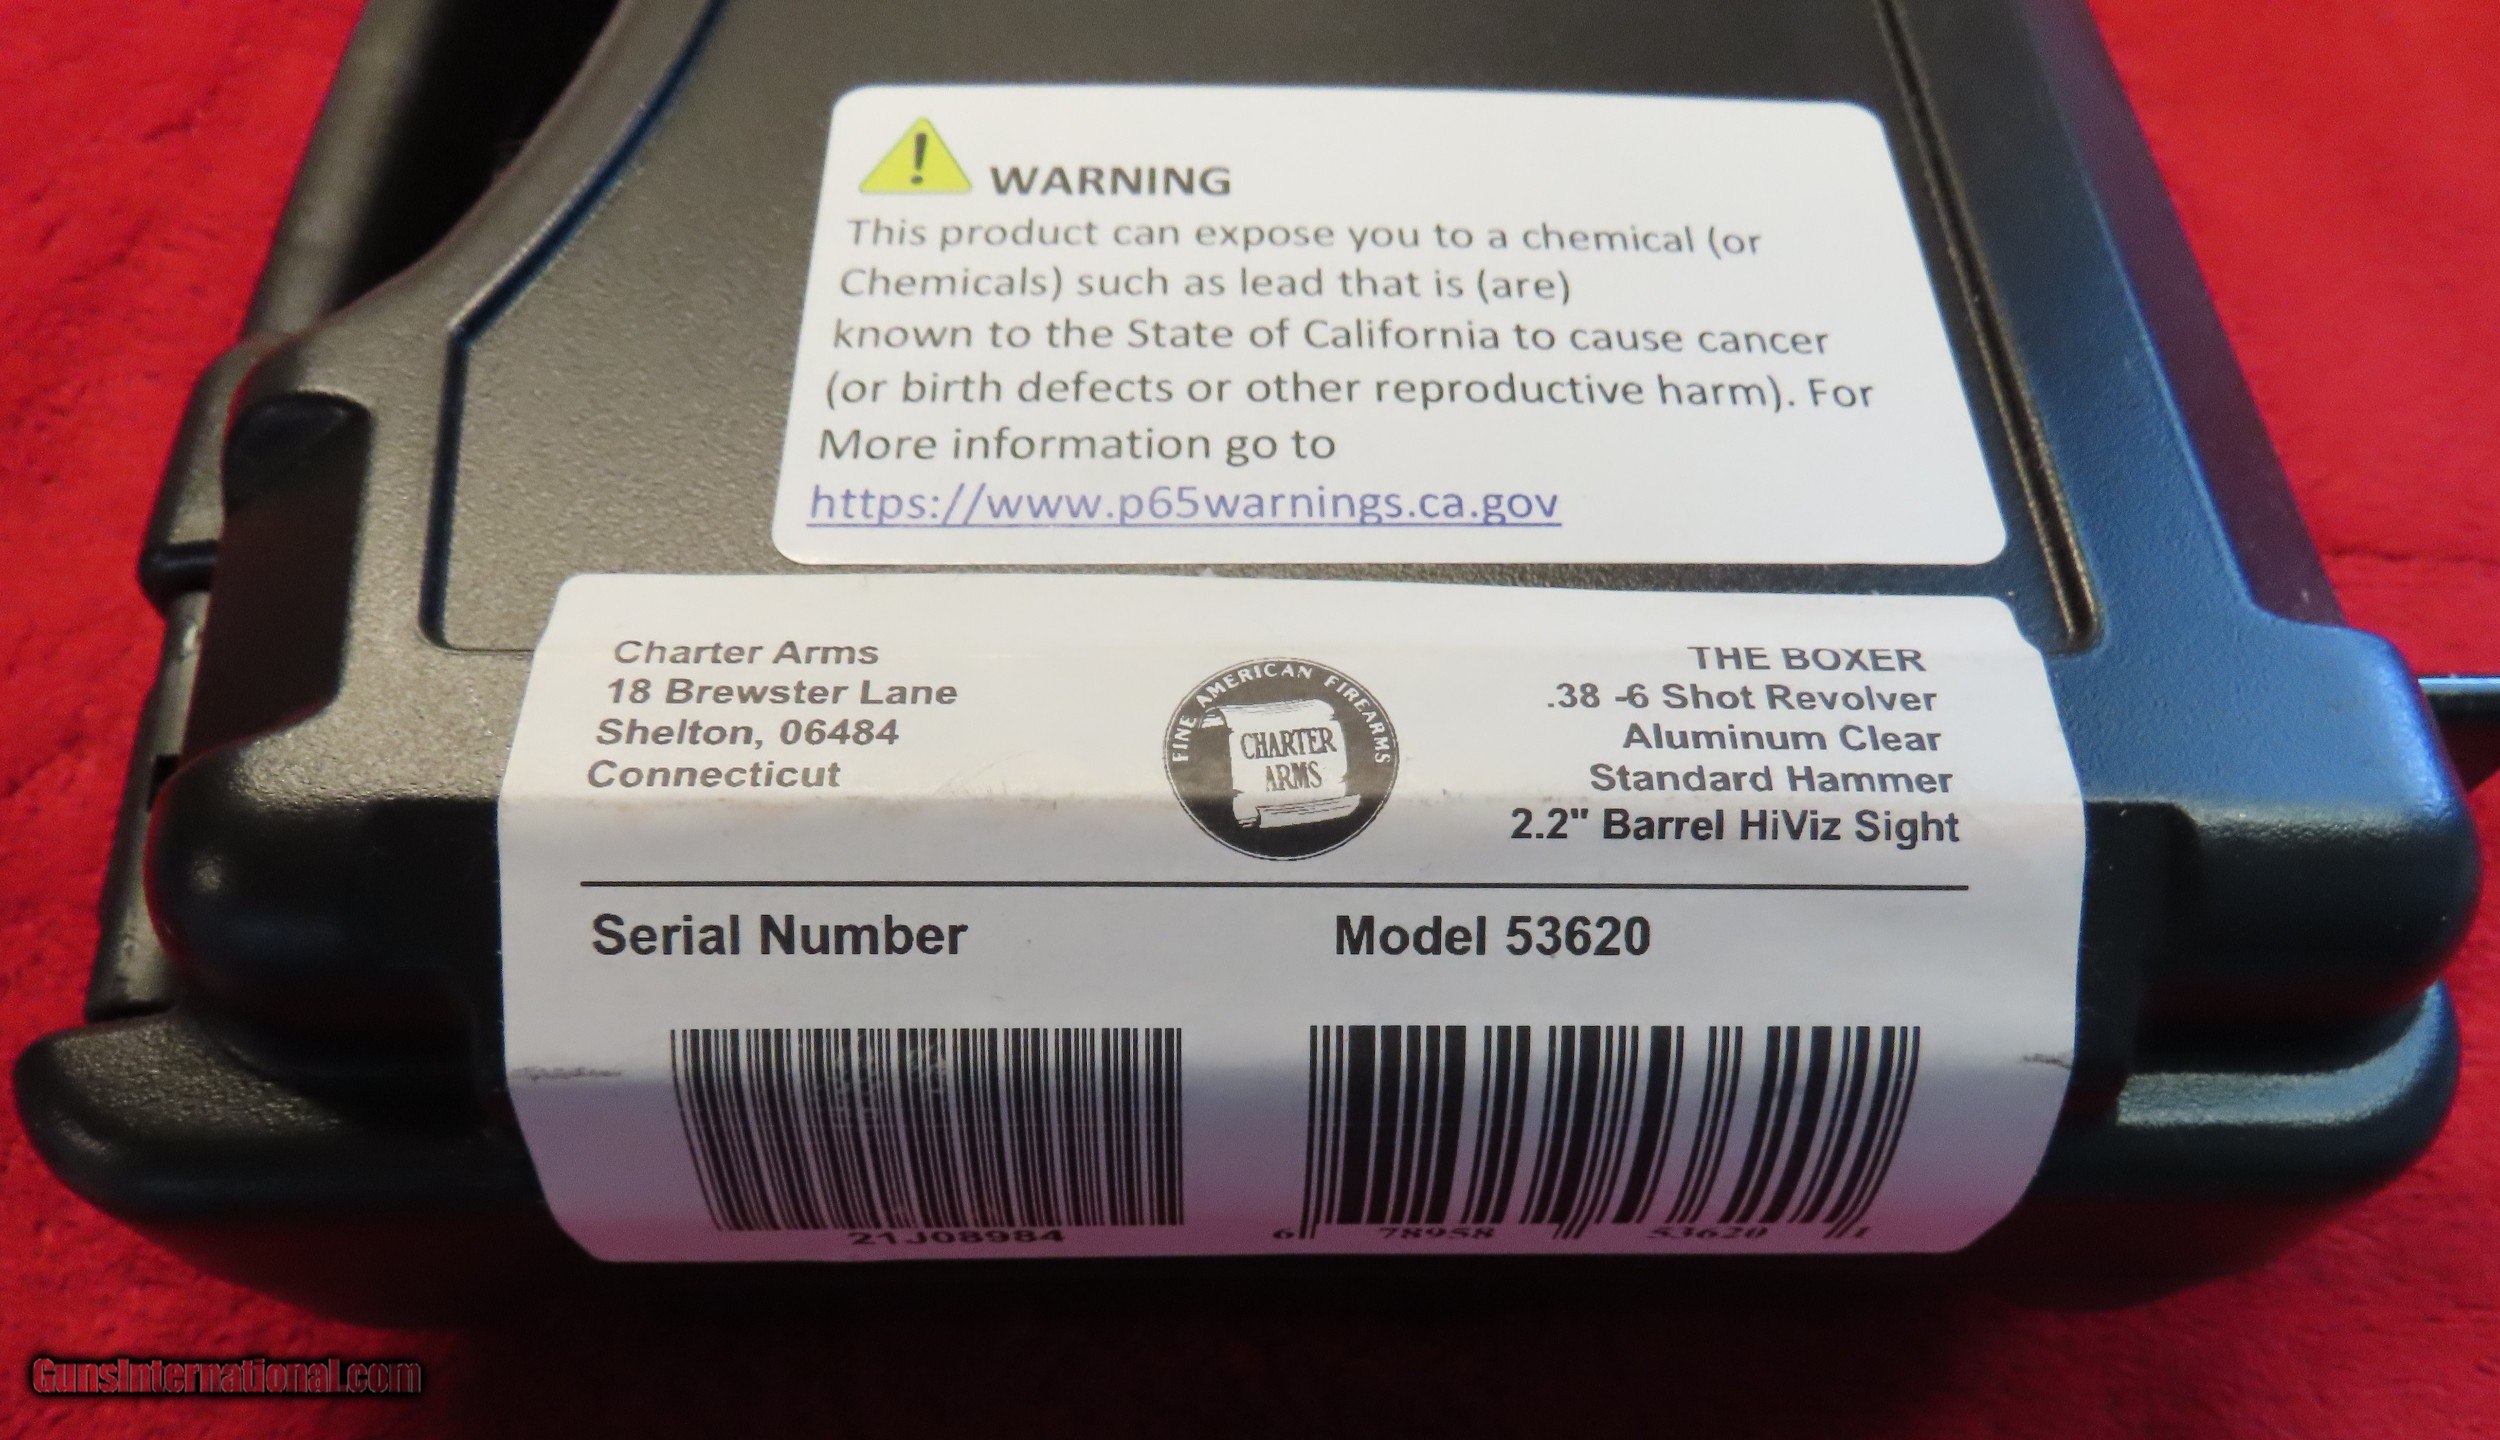 WARNING
This product can expose you to a chemical (or
Chemicals) such as lead that is (are)
known to the State of California to cause cancer
(or birth defects or other reproductive harm). For
More information go to
https://www.p65warnings.ca.gov
Charter Arms
18 Brewster Lane
Shelton, 06484
Connecticut
FINE AMERICAN FIREARMS
CHARTER
ARMS
THE BOXER
.38 -6 Shot Revolver
Aluminum Clear
Standard Hammer
2.2" Barrel HiViz Sight
Serial Number
Model 53620
21J08984
6 78958 53620 1
GunsInternational.com